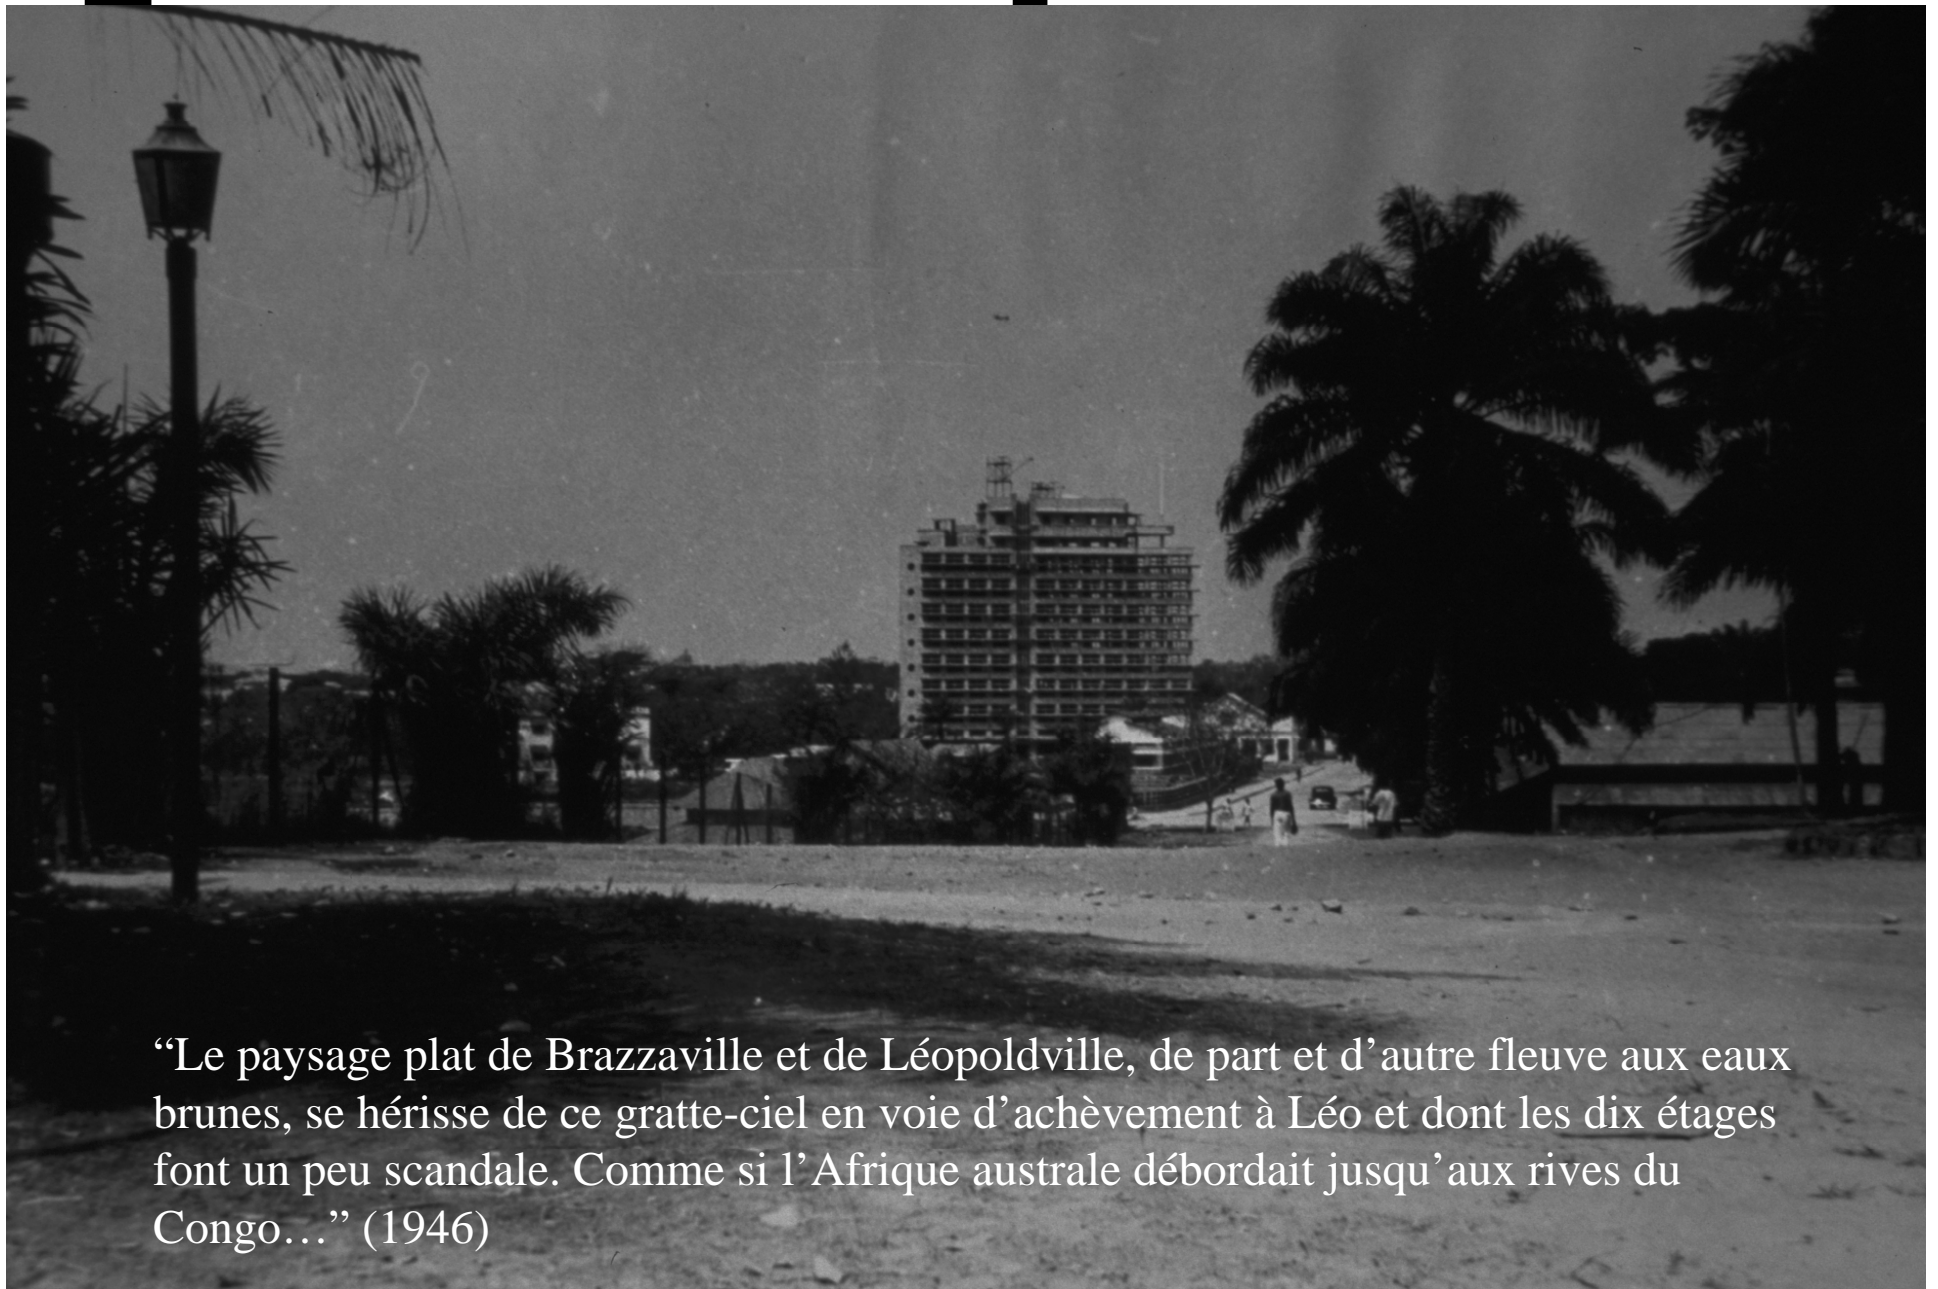 “Le paysage plat de Brazzaville et de Léopoldville, de part et d’autre fleuve aux eaux
brunes, se hérisse de ce gratte-ciel en voie d’achèvement à Léo et dont les dix étages
font un peu scandale. Comme si l’Afrique australe débordait jusqu’aux rives du
Congo…” (1946)